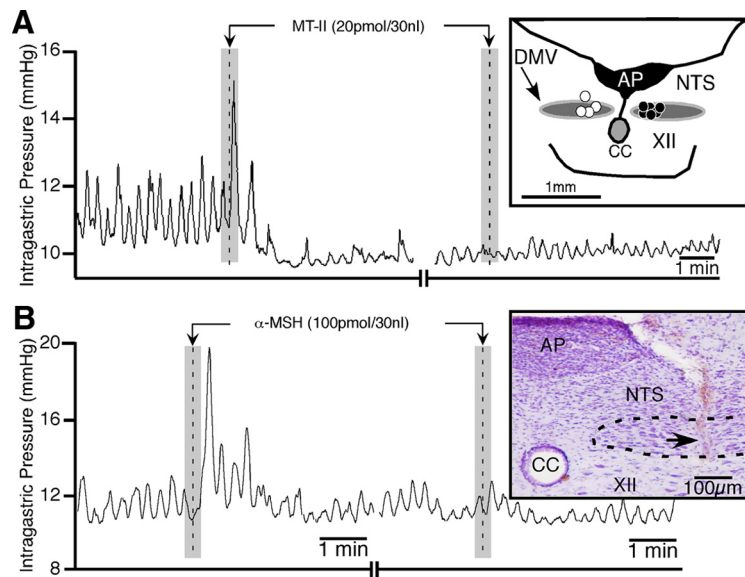 A
Intragastric Pressure (mmHg)
16
14
12
10
MT-II (20pmol/30nl)
1 min
DMV
AP
NTS
XII
CC
1mm
B
Intragastric Pressure (mmHg)
20
16
12
8
α-MSH (100pmol/30nl)
1 min
1 min
AP
NTS
CC
XII
100µm